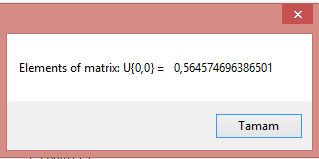 Elements of matrix: U{0,0} = 0,564574696386501
Tamam